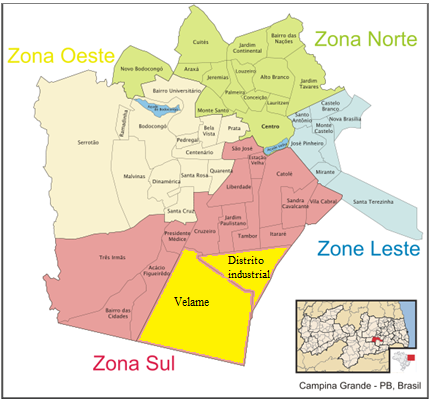 Zona Oeste
Zona Norte
Cuités
Bairro das
Nações
Jardim
Continental
Novo Bodocongó
Araxá
Jeremias
Louzeiro
Alto Branco
Palmeira
Conceição
Jardim
Tavares
Bairro Universitário
Monte Santo
Lauritzen
Castelo
Branco
Ramadinha
Bodocongó
Bela
Vista
Prata
Centro
Santo
Antônio
Nova Brasília
Monte
Castelo
Pedregal
Centenário
São José
José Pinheiro
Serrotão
Estação
Velha
Malvinas
Dinamérica
Santa Rosa
Quarenta
Liberdade
Catolé
Mirante
Santa Cruz
Sandra
Cavalcante
Vila Cabral
Santa Terezinha
Jardim
Paulistano
Presidente
Médice
Cruzeiro
Tambor
Itararé
Zone Leste
Três Irmãs
Acácio
Figueirêdo
Distrito
industrial
Velame
Bairro das
Cidades
Zona Sul
Campina Grande - PB, Brasil